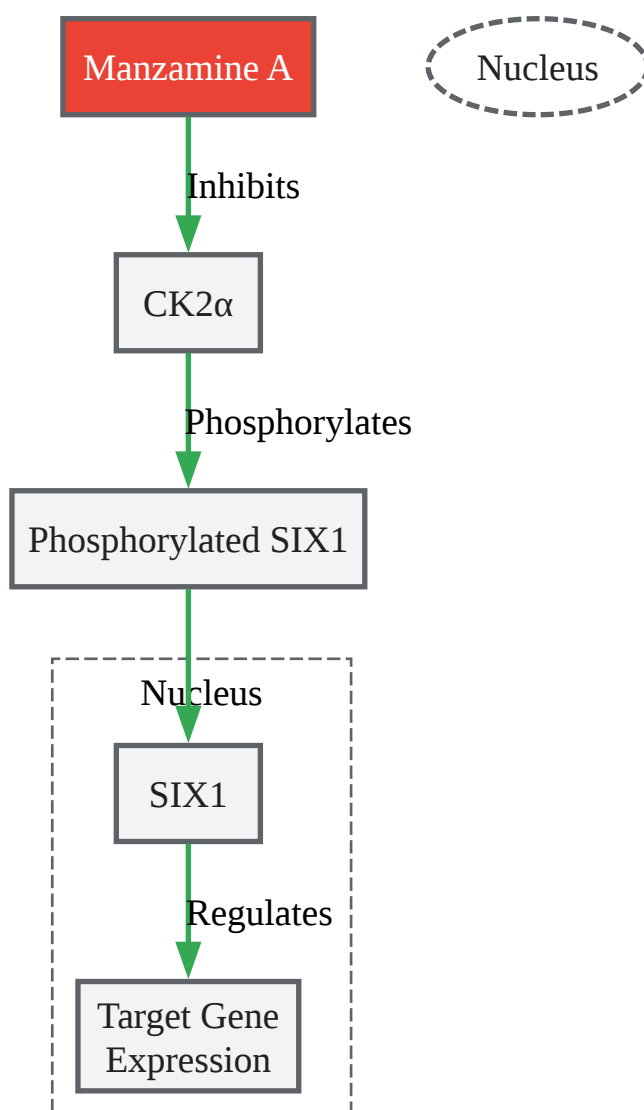 Manzamine A
Nucleus
Inhibits
CK2α
Phosphorylates
Phosphorylated SIX1
Nucleus
SIX1
Regulates
Target Gene
Expression